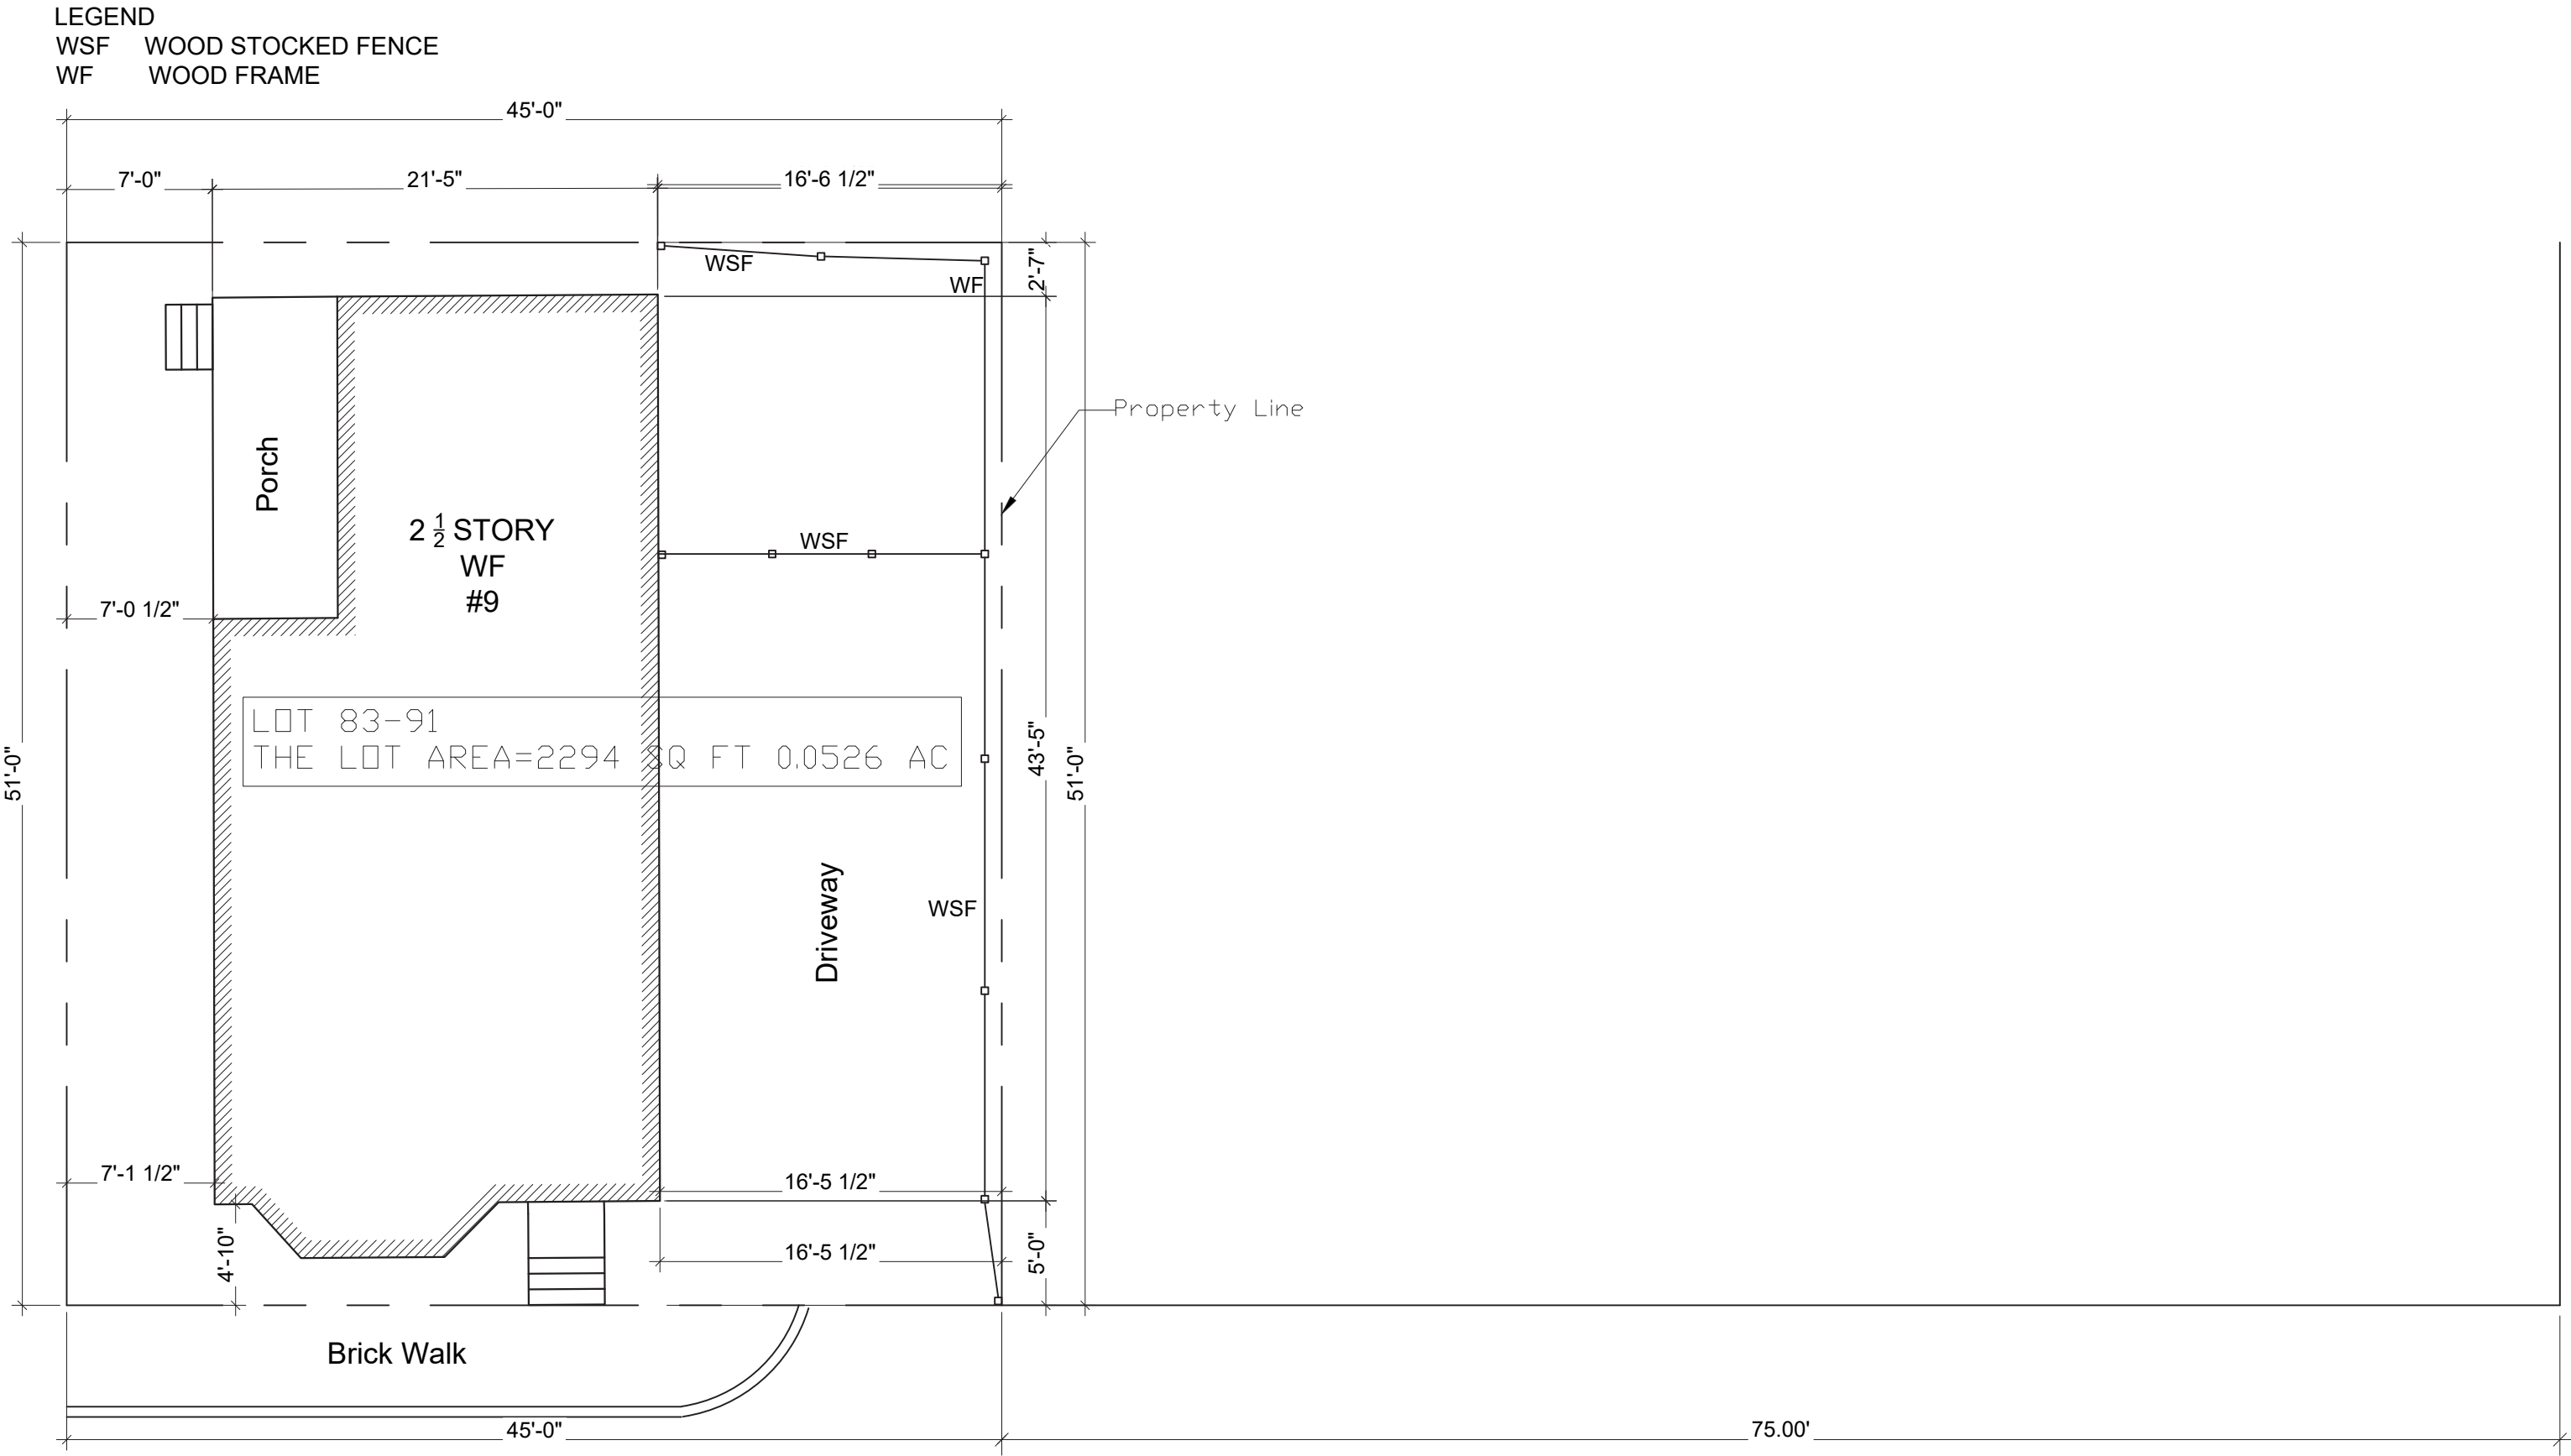 LEGEND
WSF WOOD STOCKED FENCE
WF WOOD FRAME
45'-0"
7'-0"
21'-5"
16'-6 1/2"
WSF
WF
2'-7"
Property Line
Porch
2 1/2 STORY
WF
#9
WSF
7'-0 1/2"
LOT 83-91
THE LOT AREA=2294 SQ FT 0.0526 AC
51'-0"
43'-5"
51'-0"
Driveway
WSF
7'-1 1/2"
16'-5 1/2"
4'-10"
16'-5 1/2"
5'-0"
Brick Walk
45'-0"
75.00'